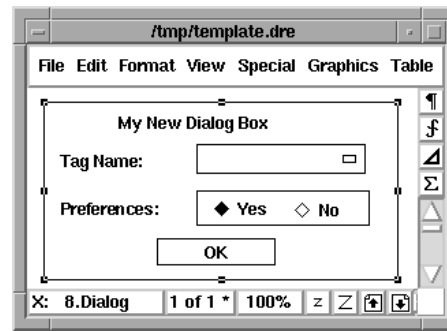 /tmp/template.dre
File Edit Format View Special Graphics Table
¶
My New Dialog Box
Tag Name:
Σ
Preferences: Yes No
OK
X: 8.Dialog 1 of 1 * 100% z Z